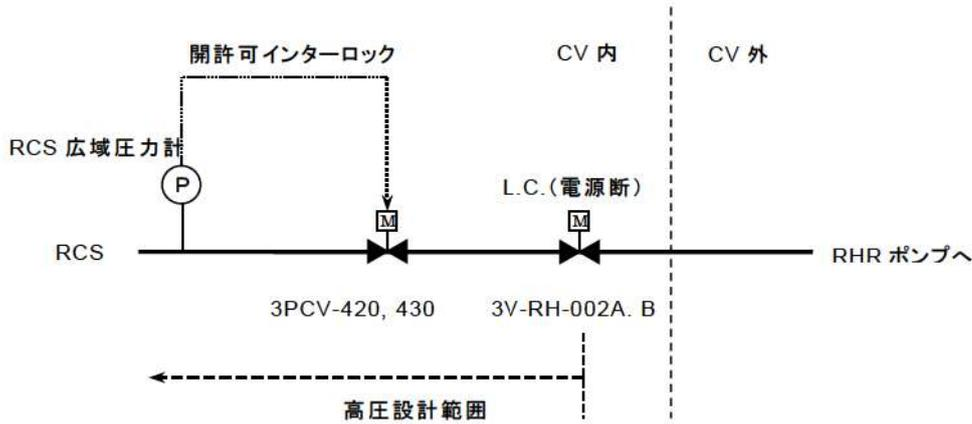 開許可インターロック
CV 内
CV 外
RCS 広域圧力計
P
L.C.(電源断)
M
M
RCS
RHR ポンプへ
3PCV-420, 430
3V-RH-002A. B
高圧設計範囲